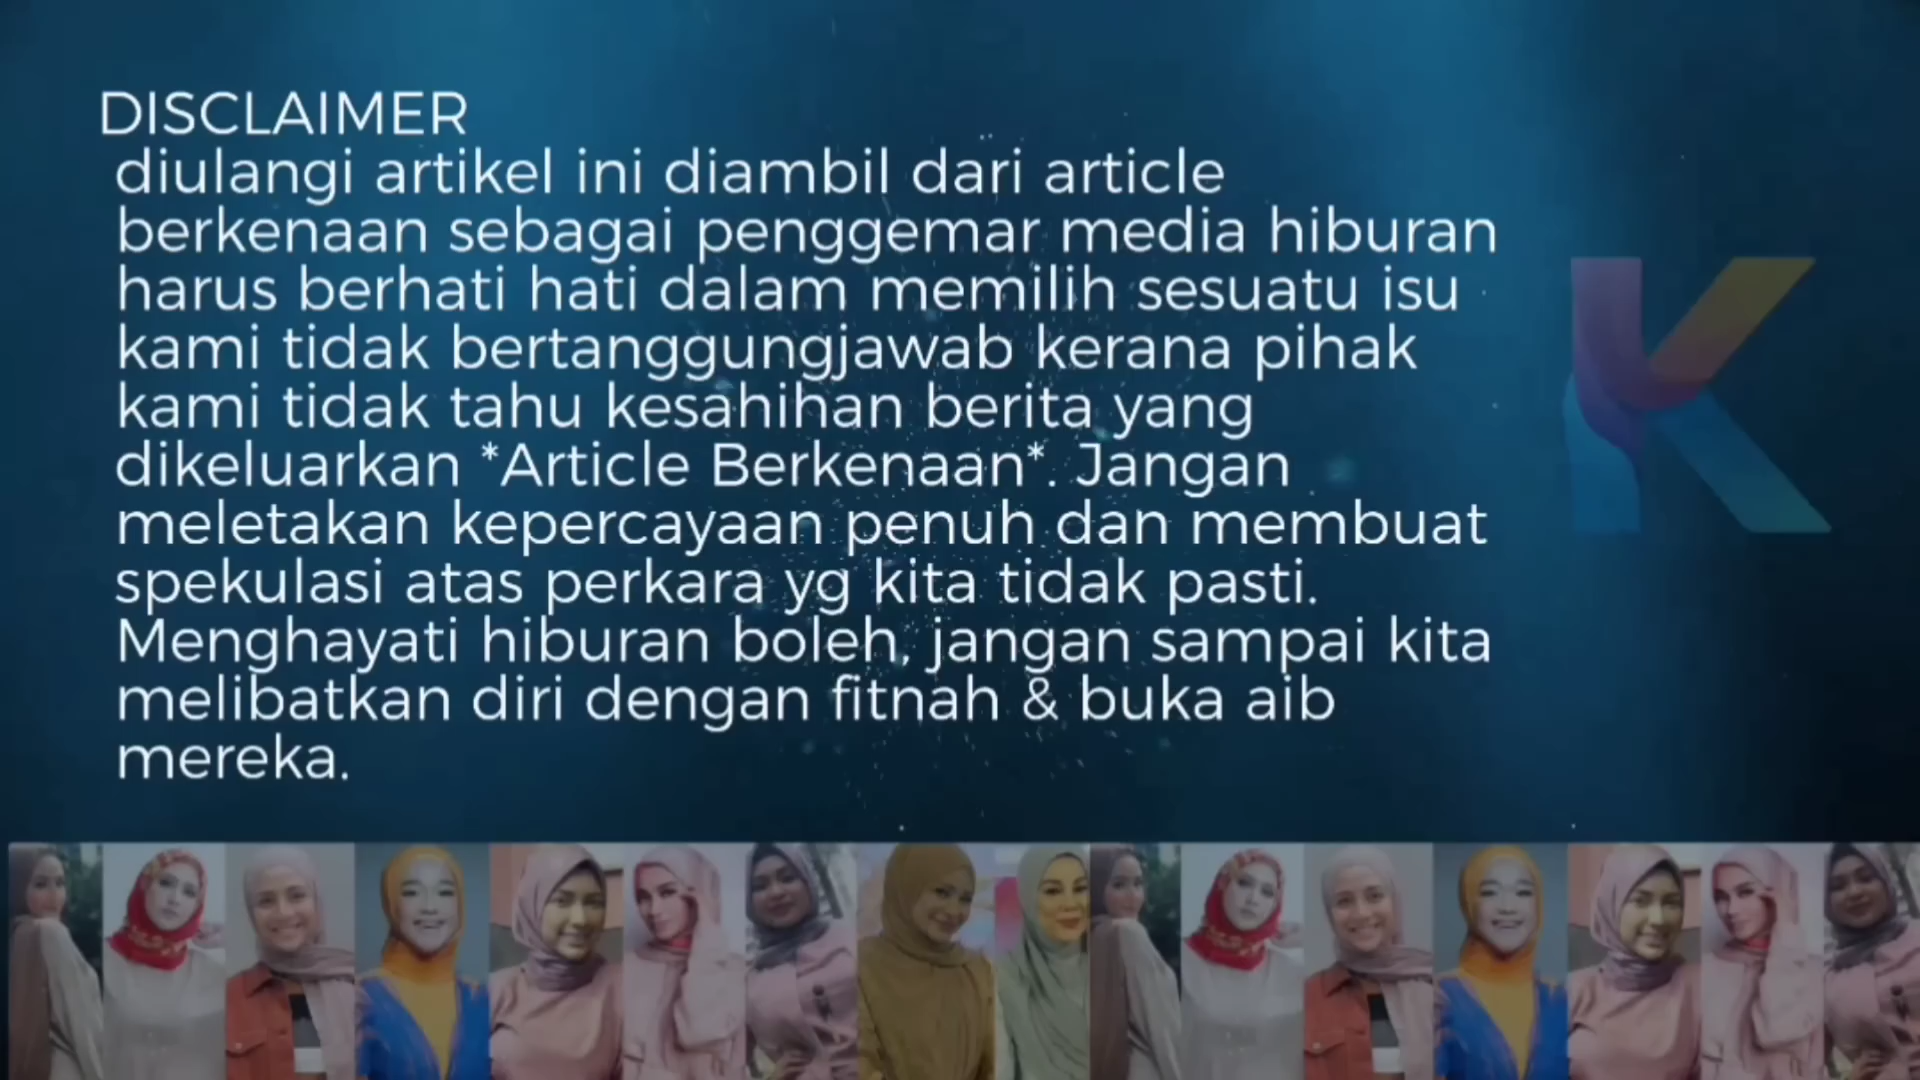 DISCLAIMER
diulangi artikel ini diambil dari article
berkenaan sebagai penggemar media hiburan
harus berhati hati dalam memilih sesuatu isu
kami tidak bertanggungjawab kerana pihak
kami tidak tahu kesahihan berita yang
dikeluarkan *Article Berkenaan*. Jangan
meletakan kepercayaan penuh dan membuat
spekulasi atas perkara yg kita tidak pasti.
Menghayati hiburan boleh, jangan sampai kita
melibatkan diri dengan fitnah & buka aib
mereka.
K